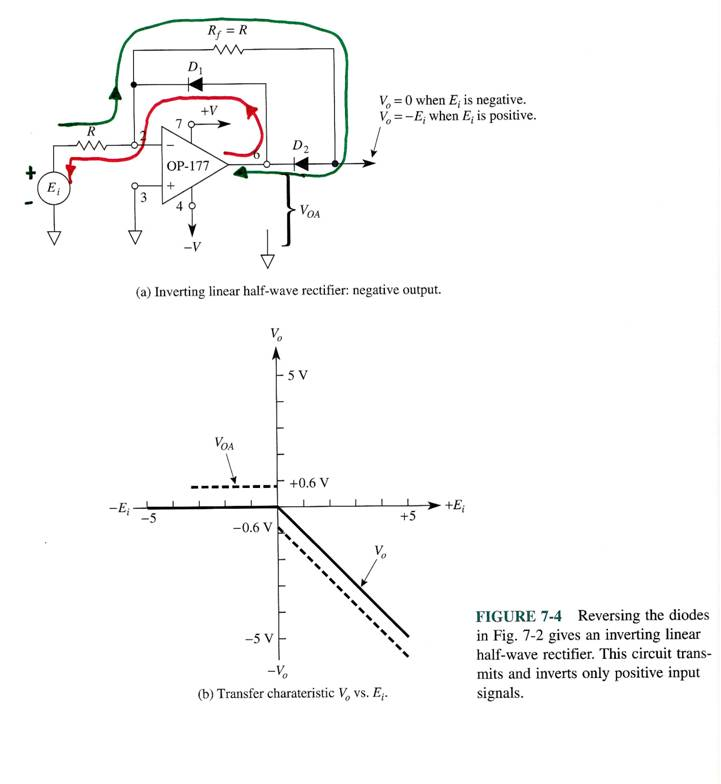 R_f = R
D_1
V_o = 0 when E_i is negative.
V_o = −E_i when E_i is positive.
+V
7
R
2
−
6
D_2
OP-177
+
E_i
−
+
3
4
V_OA
−V
(a) Inverting linear half-wave rectifier: negative output.
V_o
5 V
V_OA
+0.6 V
−E_i
−5
+5
+E_i
−0.6 V
V_o
−5 V
−V_o
(b) Transfer charateristic V_o vs. E_i.
FIGURE 7-4 Reversing the diodes
in Fig. 7-2 gives an inverting linear
half-wave rectifier. This circuit trans-
mits and inverts only positive input
signals.